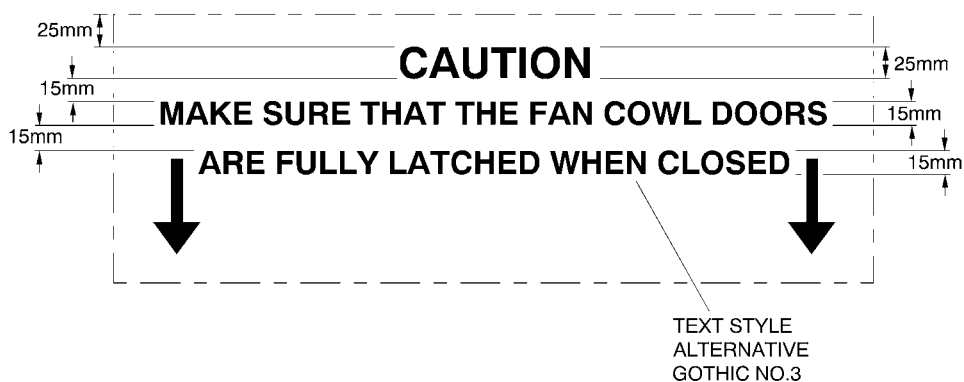 25mm
CAUTION
25mm
15mm
MAKE SURE THAT THE FAN COWL DOORS
15mm
15mm
ARE FULLY LATCHED WHEN CLOSED
15mm
TEXT STYLE
ALTERNATIVE
GOTHIC NO.3